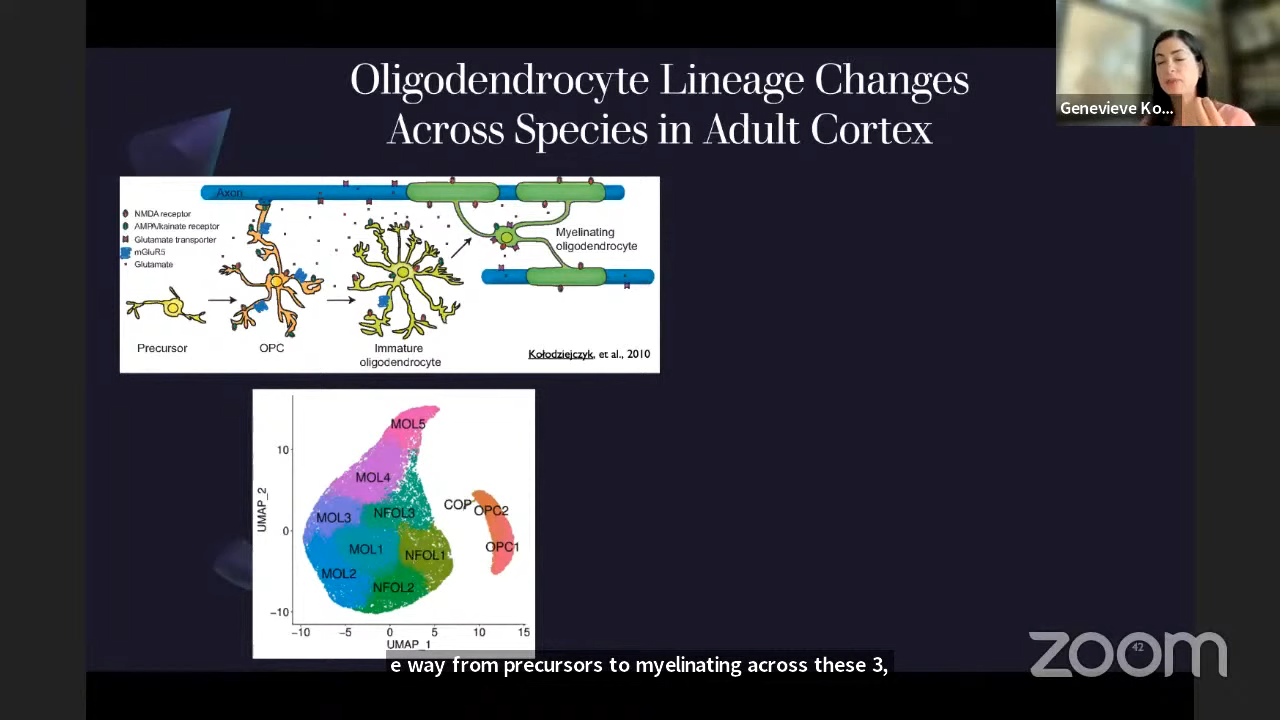 Oligodendrocyte Lineage Changes
Across Species in Adult Cortex
Genevieve Ko...
Axon
NMDA receptor
AMPA/kainate receptor
Glutamate transporter
mGluR5
Glutamate
Myelinating
oligodendrocyte
Precursor
OPC
Immature
oligodendrocyte
Kołodziejczyk, et al., 2010
MOL5
10
MOL4
COP
OPC2
MOL3
NFOL3
UMAP_2
0
MOL1
NFOL1
OPC1
MOL2
NFOL2
-10
-10
-5
0
5
10
15
UMAP_1
42
zoom
e way from precursors to myelinating across these 3,